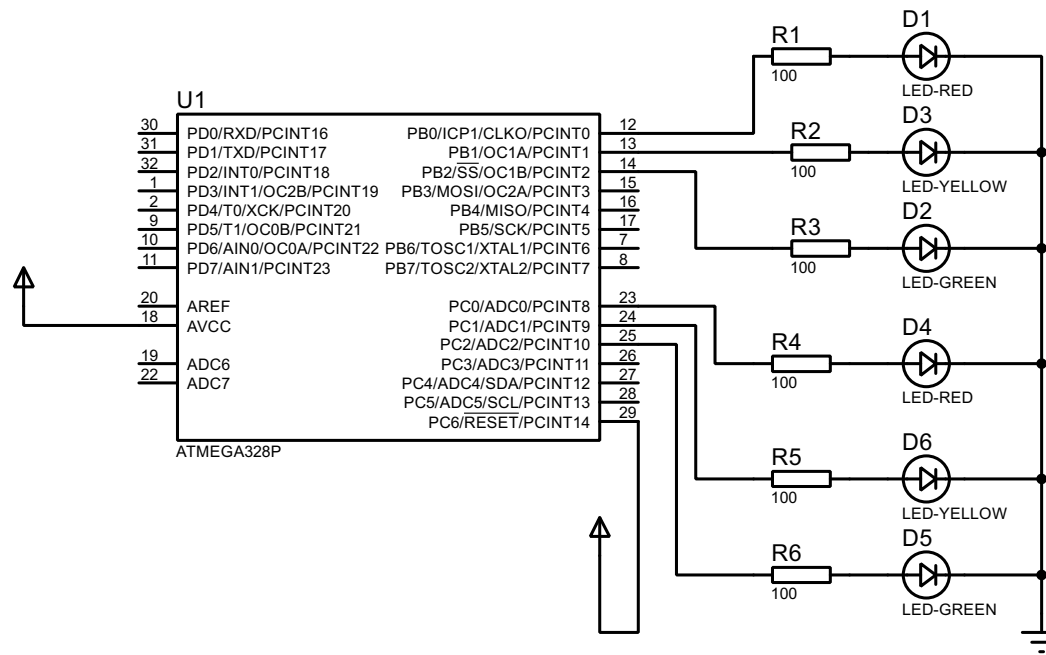 U1
30 PD0/RXD/PCINT16
31 PD1/TXD/PCINT17
32 PD2/INT0/PCINT18
1 PD3/INT1/OC2B/PCINT19
2 PD4/T0/XCK/PCINT20
9 PD5/T1/OC0B/PCINT21
10 PD6/AIN0/OC0A/PCINT22
11 PD7/AIN1/PCINT23
20 AREF
18 AVCC
19 ADC6
22 ADC7
PB0/ICP1/CLKO/PCINT0 12
PB1/OC1A/PCINT1 13
PB2/SS/OC1B/PCINT2 14
PB3/MOSI/OC2A/PCINT3 15
PB4/MISO/PCINT4 16
PB5/SCK/PCINT5 17
PB6/TOSC1/XTAL1/PCINT6 7
PB7/TOSC2/XTAL2/PCINT7 8
PC0/ADC0/PCINT8 23
PC1/ADC1/PCINT9 24
PC2/ADC2/PCINT10 25
PC3/ADC3/PCINT11 26
PC4/ADC4/SDA/PCINT12 27
PC5/ADC5/SCL/PCINT13 28
PC6/RESET/PCINT14 29
ATMEGA328P
R1
100
D1
LED-RED
R2
100
D3
LED-YELLOW
R3
100
D2
LED-GREEN
R4
100
D4
LED-RED
R5
100
D6
LED-YELLOW
R6
100
D5
LED-GREEN